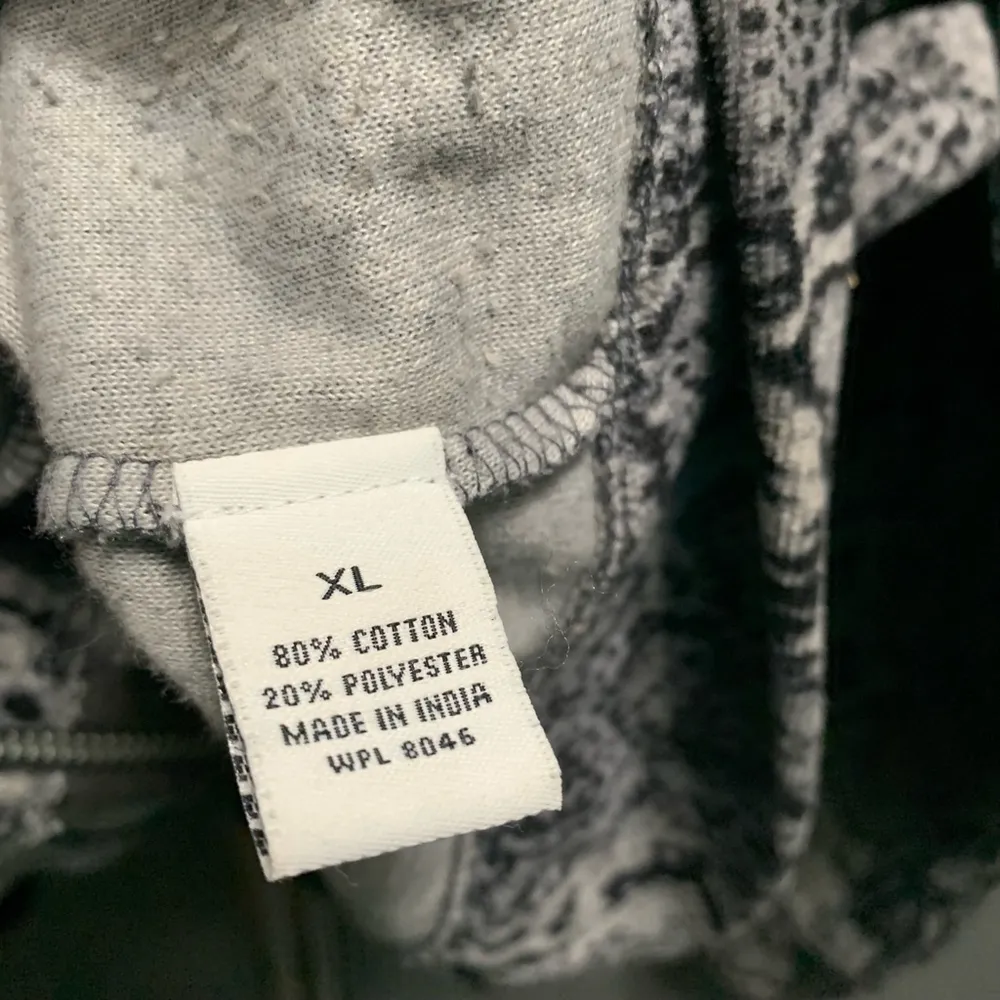 XL
80% COTTON
20% POLYESTER
MADE IN INDIA
WPL 8046